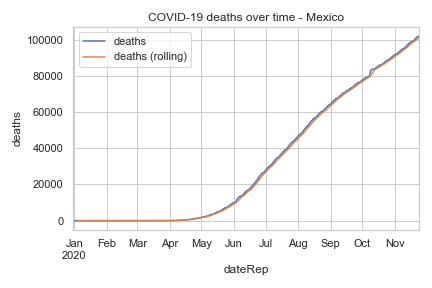 COVID-19 deaths over time - Mexico
deaths
deaths (rolling)
100000
80000
60000
40000
20000
0
deaths
Jan Feb Mar Apr May Jun Jul Aug Sep Oct Nov
2020
dateRep